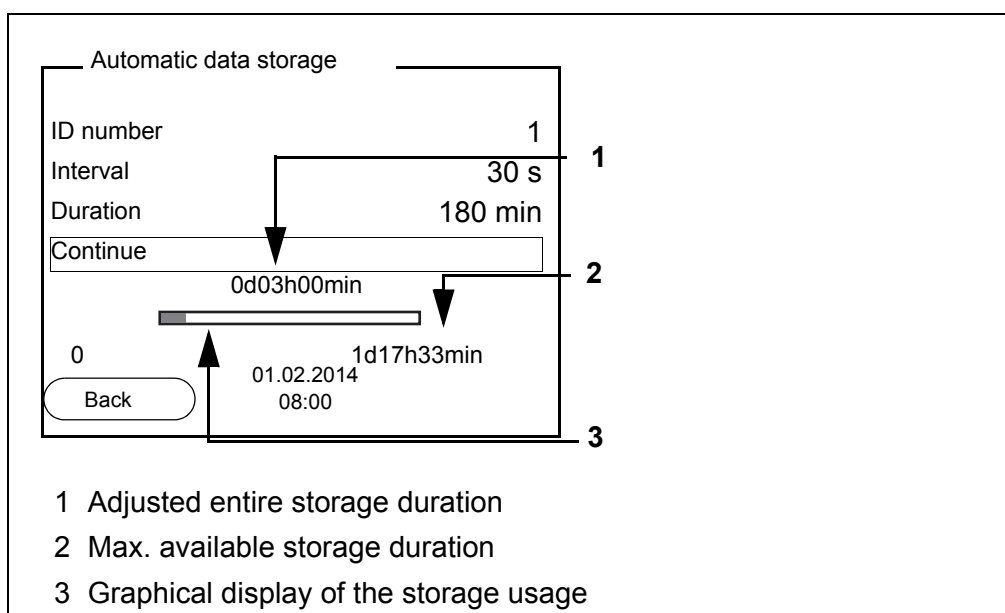 Automatic data storage
ID number 1
Interval 30 s
1
Duration 180 min
Continue
2
0d03h00min
0 1d17h33min
01.02.2014
Back 08:00
3
1 Adjusted entire storage duration
2 Max. available storage duration
3 Graphical display of the storage usage